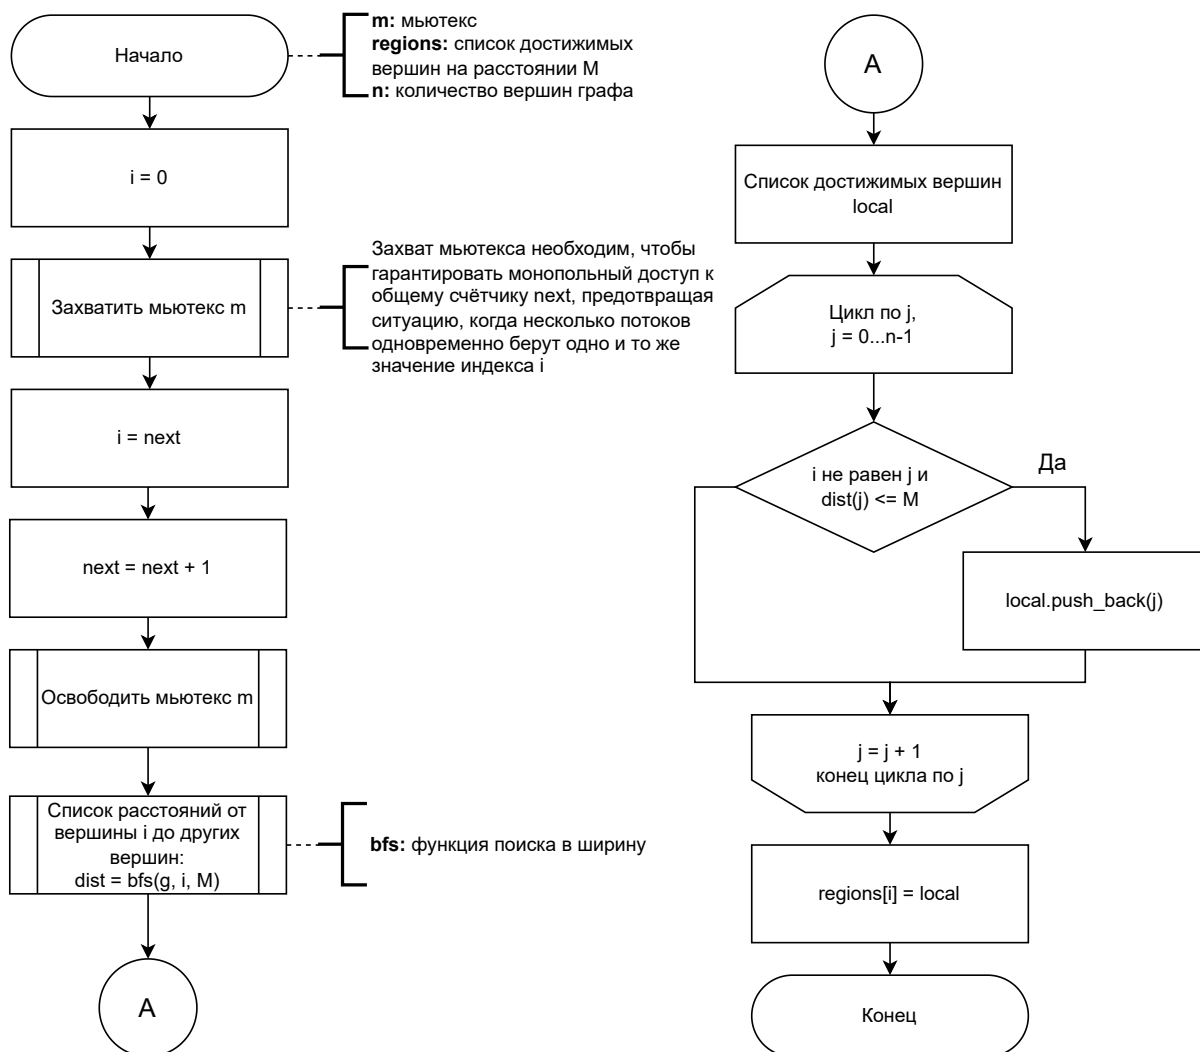 Начало
m: мьютекс
regions: список достижимых
вершин на расстоянии M
n: количество вершин графа
i = 0
Захватить мьютекс m
Захват мьютекса необходим, чтобы
гарантировать монопольный доступ к
общему счётчику next, предотвращая
ситуацию, когда несколько потоков
одновременно берут одно и то же
значение индекса i
i = next
next = next + 1
Освободить мьютекс m
Список расстояний от
вершины i до других
вершин:
dist = bfs(g, i, M)
bfs: функция поиска в ширину
A
A
Список достижимых вершин
local
Цикл по j,
j = 0...n-1
i не равен j и
dist(j) <= M
Да
local.push_back(j)
j = j + 1
конец цикла по j
regions[i] = local
Конец